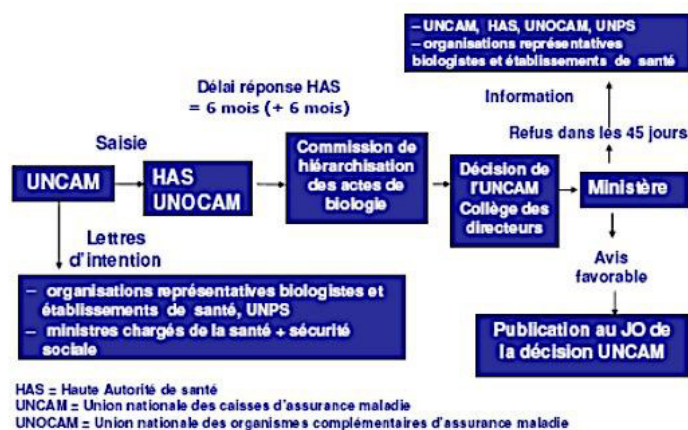 – UNCAM, HAS, UNOCAM, UNPS
– organisations représentatives
biologistes et établissements de santé
Délai réponse HAS
= 6 mois (+ 6 mois)
Information
Saisie
Refus dans les 45 jours
UNCAM
HAS
UNOCAM
Commission de
hiérarchisation
des actes de
biologie
Décision de
l'UNCAM
Collège des
directeurs
Ministère
Lettres
d'intention
Avis
favorable
– organisations représentatives biologistes et
établissements de santé, UNPS
– ministres chargés de la santé + sécurité
sociale
Publication au JO de
la décision UNCAM
HAS = Haute Autorité de santé
UNCAM = Union nationale des caisses d'assurance maladie
UNOCAM = Union nationale des organismes complémentaires d'assurance maladie